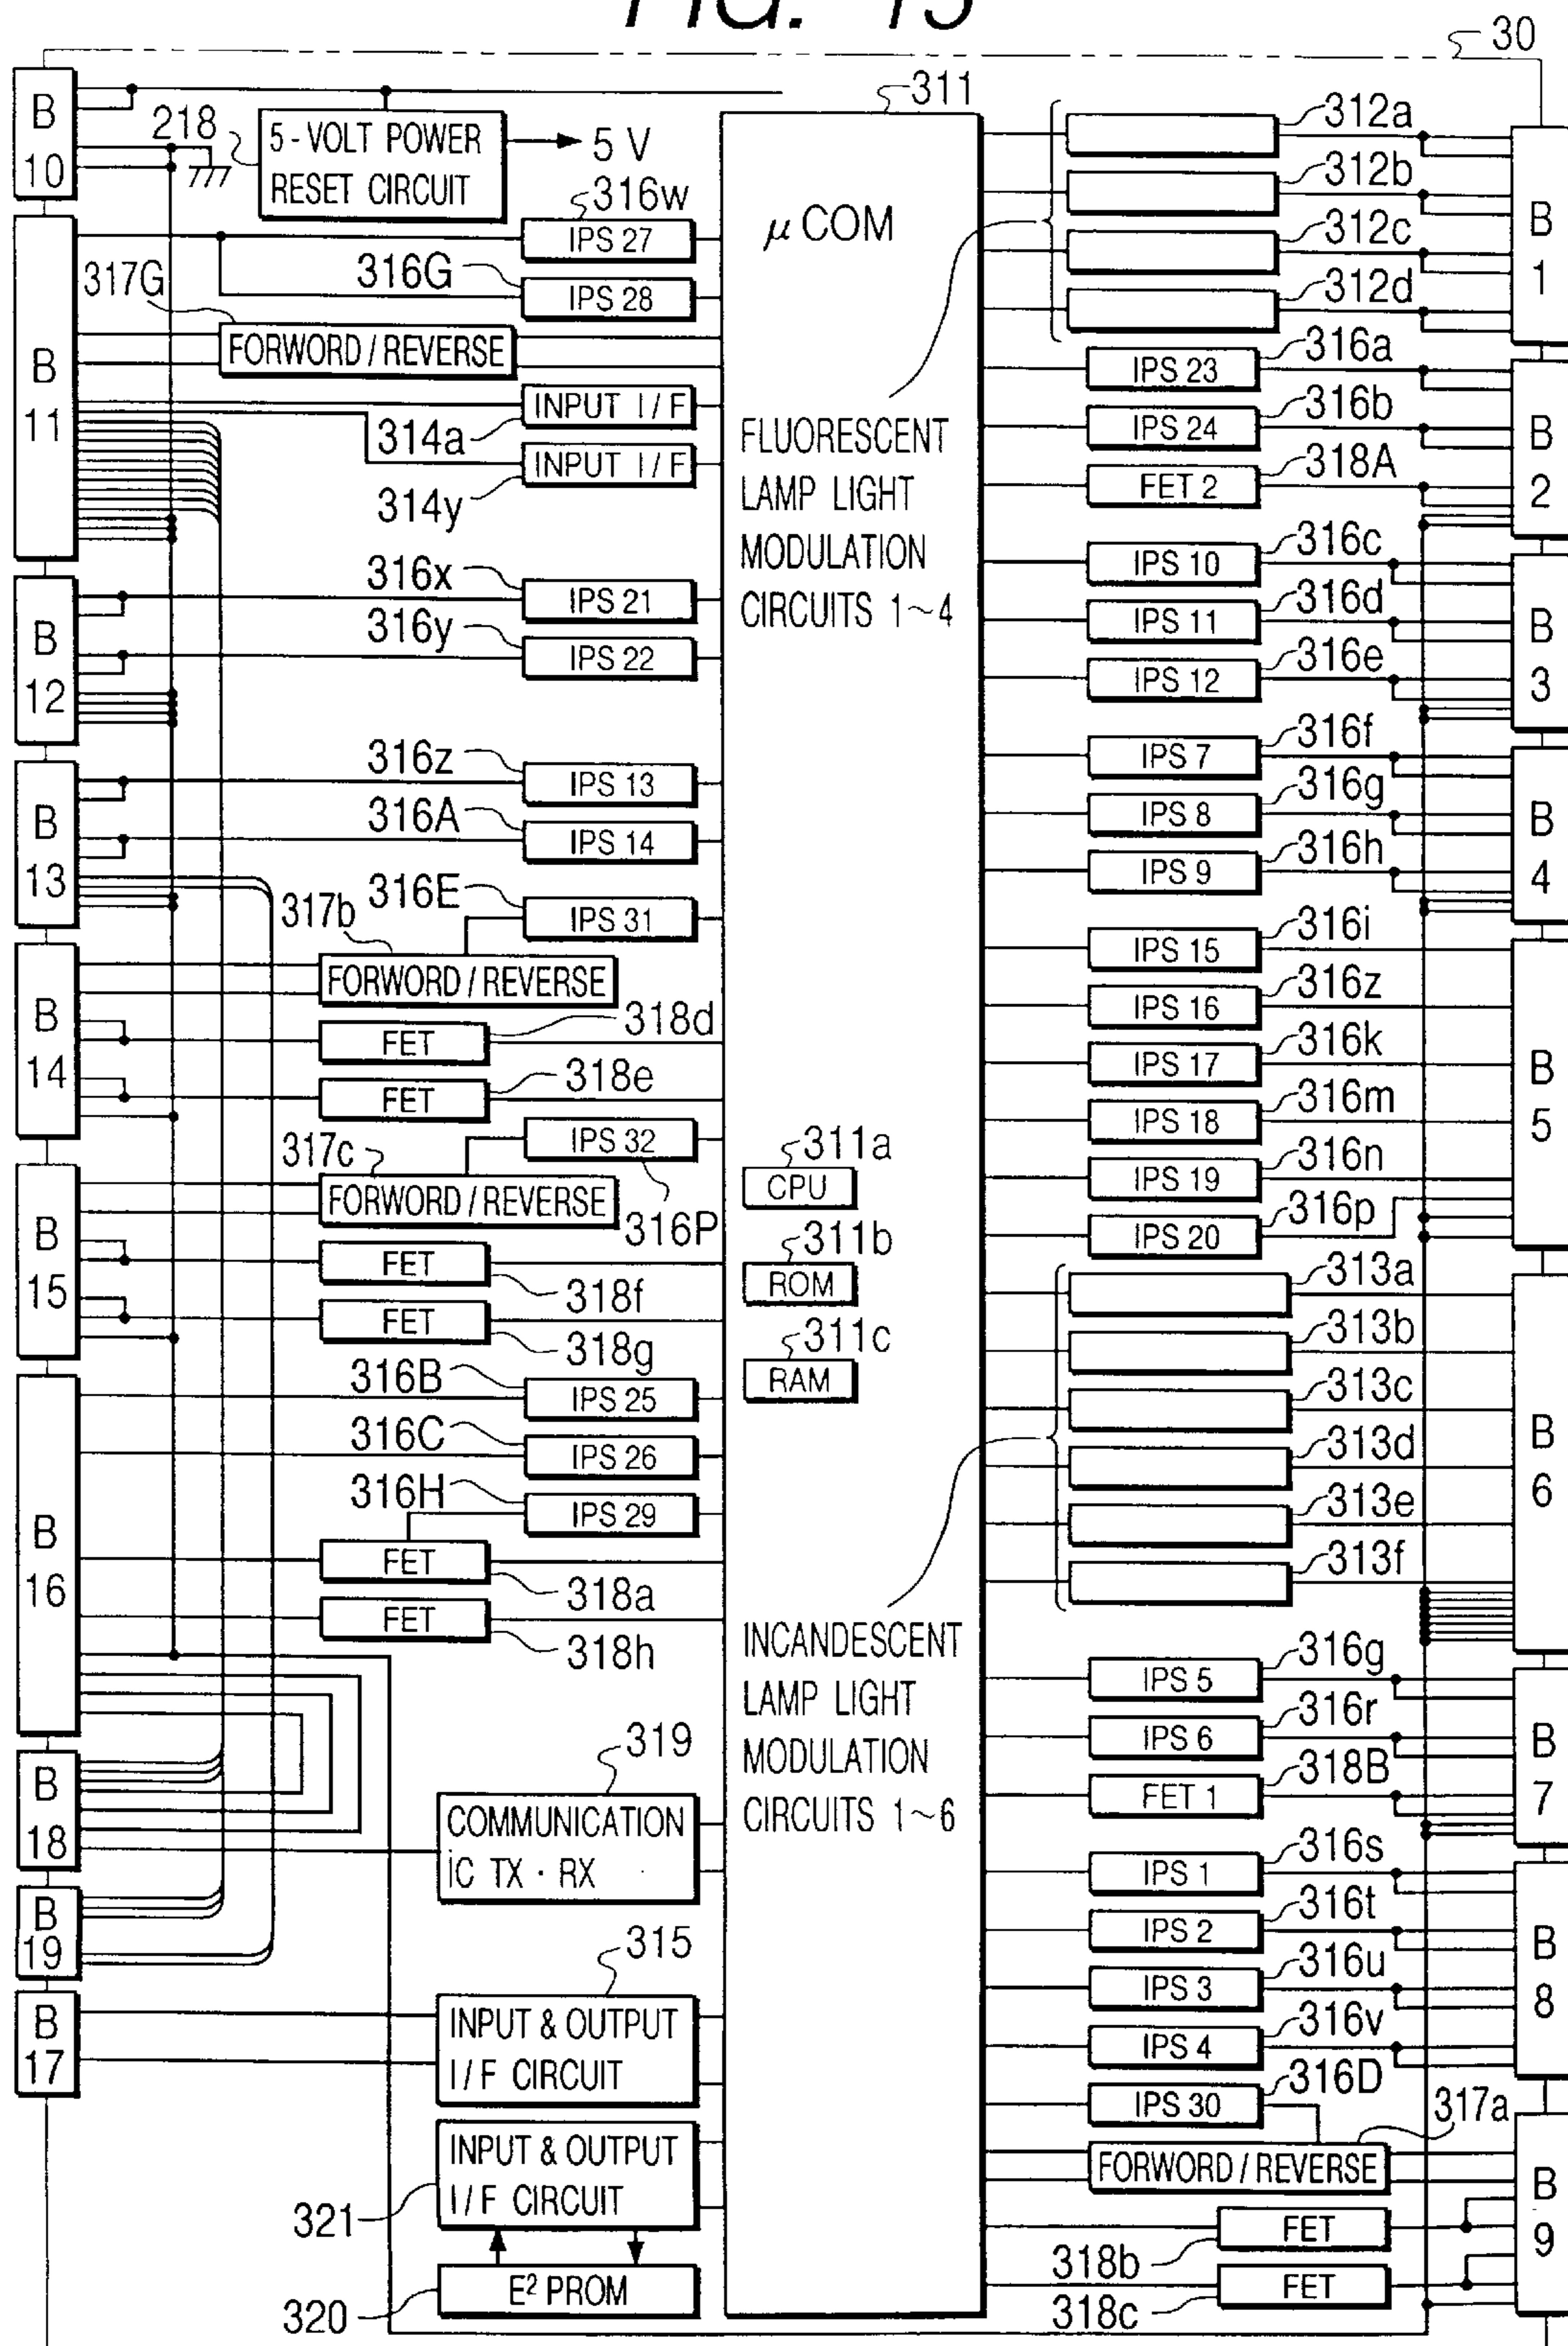 FIG. 15
30
B
10
218
5-VOLT POWER
RESET CIRCUIT
5 V
316w
IPS 27
316G
IPS 28
317G
FORWORD / REVERSE
B
11
INPUT I/F
314a
INPUT I/F
314y
316x
IPS 21
316y
IPS 22
B
12
316z
IPS 13
316A
IPS 14
B
13
316E
IPS 31
317b
FORWORD / REVERSE
B
14
FET
318d
FET
318e
IPS 32
316P
317c
FORWORD / REVERSE
B
15
FET
318f
FET
318g
316B
IPS 25
316C
IPS 26
316H
IPS 29
B
16
FET
318a
FET
318h
319
COMMUNICATION
iC TX · RX
B
18
B
19
315
INPUT & OUTPUT
I/F CIRCUIT
B
17
INPUT & OUTPUT
I/F CIRCUIT
321
E² PROM
320
311
μ COM
FLUORESCENT
LAMP LIGHT
MODULATION
CIRCUITS 1~4
311a
CPU
311b
ROM
311c
RAM
INCANDESCENT
LAMP LIGHT
MODULATION
CIRCUITS 1~6
312a
312b
312c
312d
B
1
IPS 23
316a
IPS 24
316b
FET 2
318A
B
2
IPS 10
316c
IPS 11
316d
IPS 12
316e
B
3
IPS 7
316f
IPS 8
316g
IPS 9
316h
B
4
IPS 15
316i
IPS 16
316z
IPS 17
316k
IPS 18
316m
IPS 19
316n
IPS 20
316p
B
5
313a
313b
313c
313d
313e
313f
B
6
IPS 5
316g
IPS 6
316r
FET 1
318B
B
7
IPS 1
316s
IPS 2
316t
IPS 3
316u
IPS 4
316v
B
8
IPS 30
316D
317a
FORWORD / REVERSE
FET
318b
FET
318c
B
9